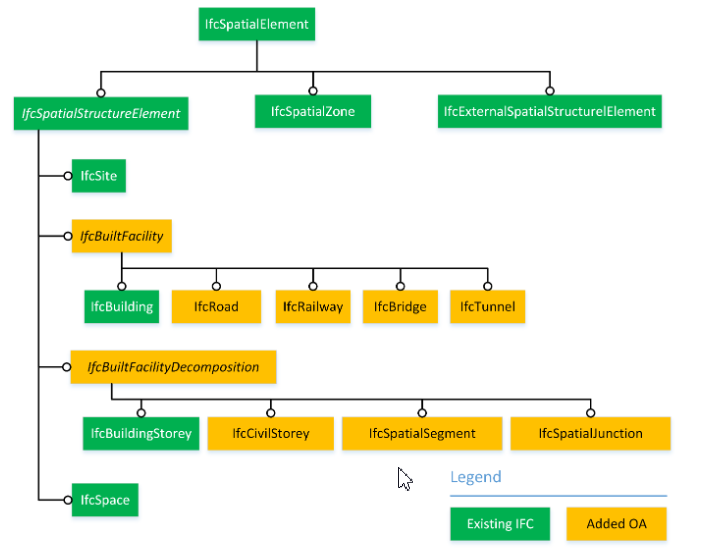 IfcSpatialElement
IfcSpatialStructureElement
IfcSpatialZone
IfcExternalSpatialStructurelElement
IfcSite
IfcBuiltFacility
IfcBuilding
IfcRoad
IfcRailway
IfcBridge
IfcTunnel
IfcBuiltFacilityDecomposition
IfcBuildingStorey
IfcCivilStorey
IfcSpatialSegment
IfcSpatialJunction
IfcSpace
Legend
Existing IFC
Added OA